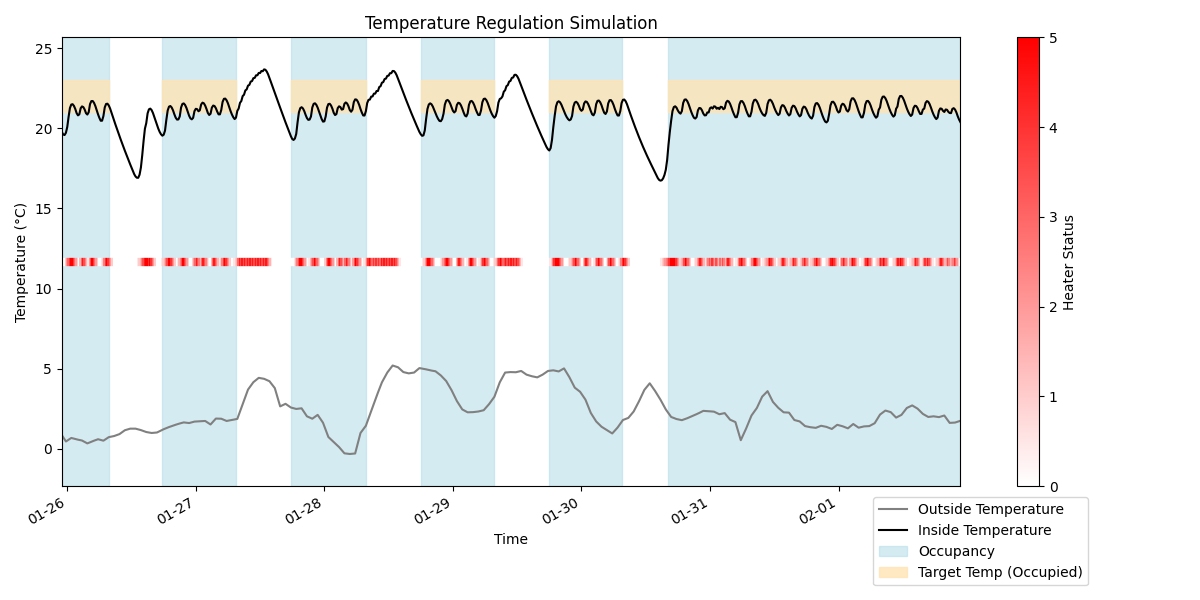 Temperature Regulation Simulation
25
20
15
10
5
0
Temperature (°C)
01-26
01-27
01-28
01-29
01-30
01-31
02-01
Time
5
4
3
2
1
0
Heater Status
Outside Temperature
Inside Temperature
Occupancy
Target Temp (Occupied)